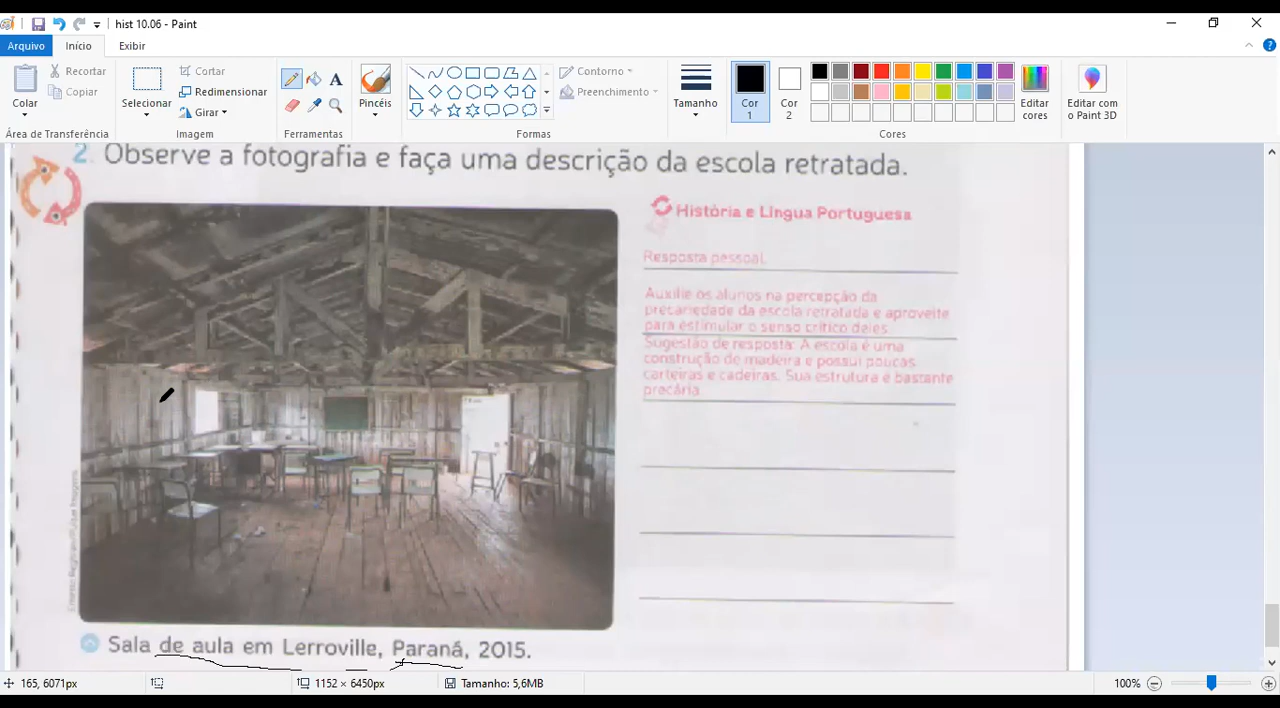 hist 10.06 - Paint
Arquivo Início Exibir
Colar
Recortar
Copiar
Área de Transferência
Selecionar
Cortar
Redimensionar
Girar
Imagem
A
Ferramentas
Pincéis
Contorno
Preenchimento
Formas
Tamanho
Cor 1
Cor 2
Editar cores
Cores
Editar com o Paint 3D
2. Observe a fotografia e faça uma descrição da escola retratada.
História e Língua Portuguesa
Resposta pessoal.
Auxilie os alunos na percepção da
precariedade da escola retratada e aproveite
para estimular o senso crítico deles
Sugestão de resposta: A escola é uma
construção de madeira e possui poucas
carteiras e cadeiras. Sua estrutura é bastante
precária
Sala de aula em Lerroville, Paraná, 2015.
165, 6071px
1152 × 6450px
Tamanho: 5,6MB
100%